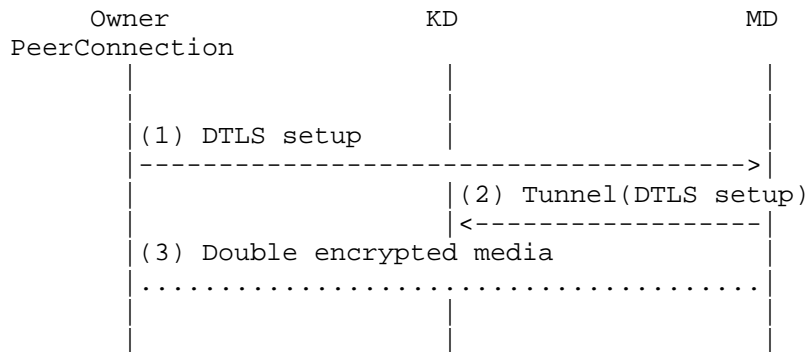 Owner KD MD
PeerConnection
(1) DTLS setup
(2) Tunnel(DTLS setup)
(3) Double encrypted media